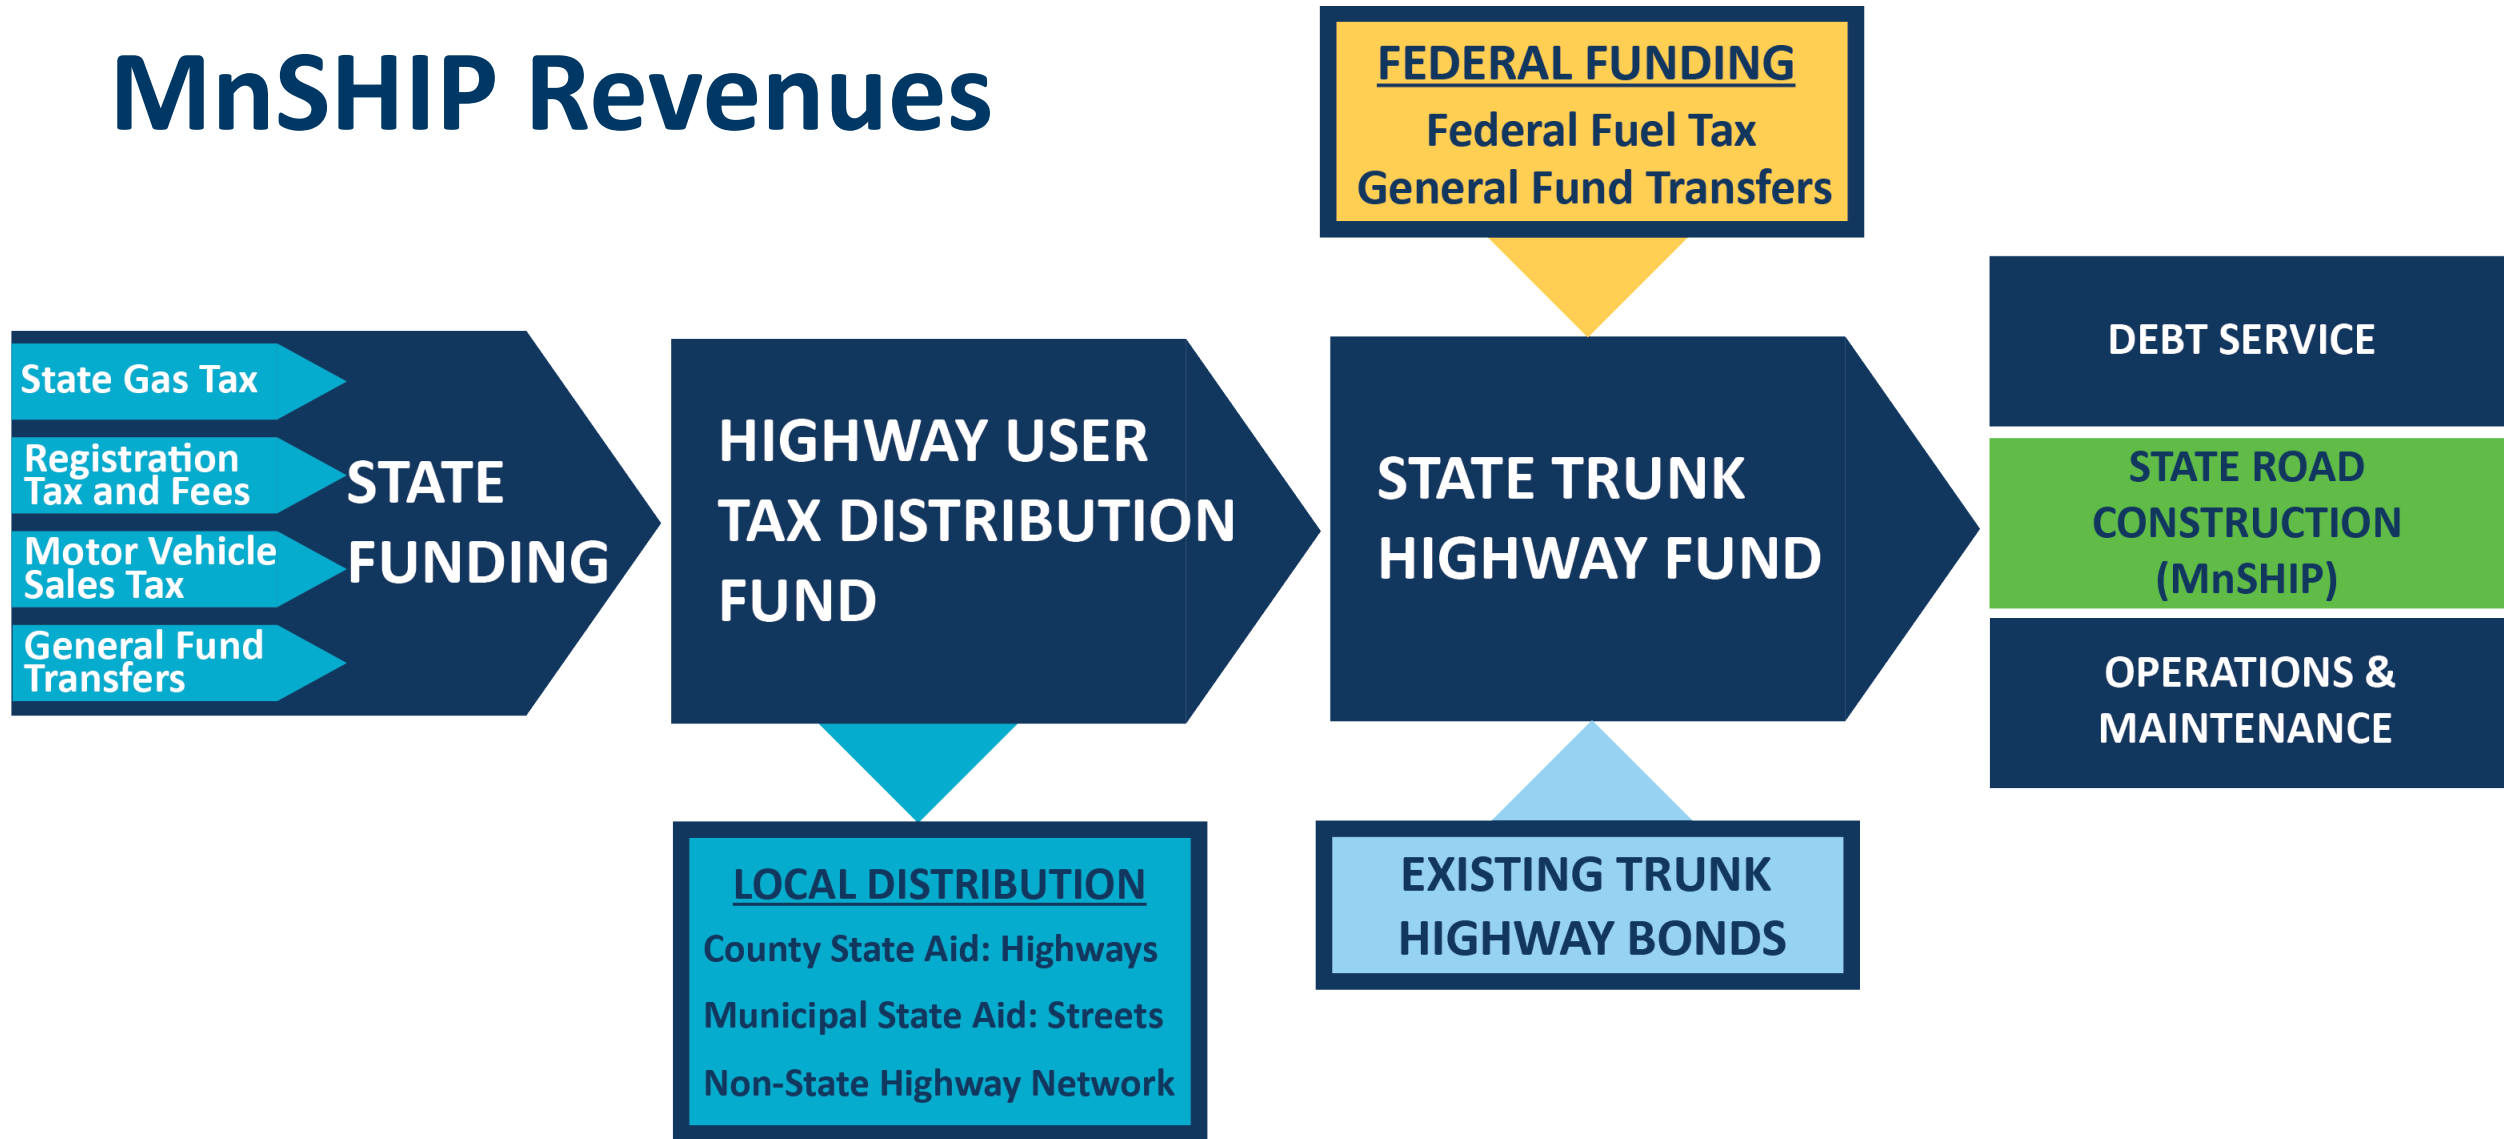 MnSHIP Revenues
FEDERAL FUNDING
Federal Fuel Tax
General Fund Transfers
State Gas Tax
Registration
Tax and Fees
Motor Vehicle
Sales Tax
General Fund
Transfers
STATE
FUNDING
HIGHWAY USER
TAX DISTRIBUTION
FUND
STATE TRUNK
HIGHWAY FUND
DEBT SERVICE
STATE ROAD
CONSTRUCTION
(MnSHIP)
OPERATIONS &
MAINTENANCE
LOCAL DISTRIBUTION
County State Aid: Highways
Municipal State Aid: Streets
Non-State Highway Network
EXISTING TRUNK
HIGHWAY BONDS